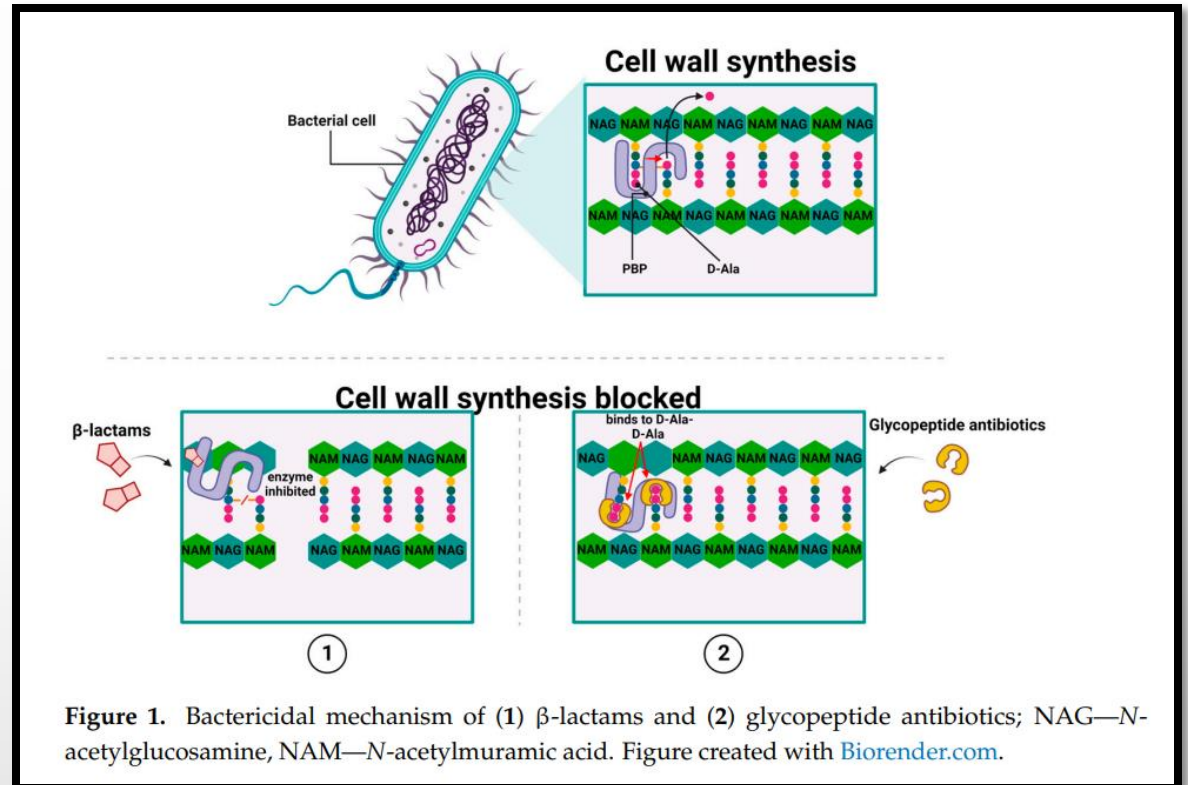 Cell wall synthesis
Bacterial cell
NAG NAM NAG NAM NAG NAM NAG NAM NAG
NAM NAG NAM NAG NAM NAG NAM NAG NAM
PBP
D-Ala
Cell wall synthesis blocked
β-lactams
enzyme
inhibited
NAM NAG NAM NAG NAM
NAM NAG NAM
NAG NAM NAG NAM NAG
1
binds to D-Ala-
D-Ala
Glycopeptide antibiotics
NAG
NAM NAG NAM NAG NAM NAG
NAM NAG NAM NAG NAM NAG NAM NAG NAM
2
Figure 1. Bactericidal mechanism of (1) β-lactams and (2) glycopeptide antibiotics; NAG—N-
acetylglucosamine, NAM—N-acetylmuramic acid. Figure created with Biorender.com.